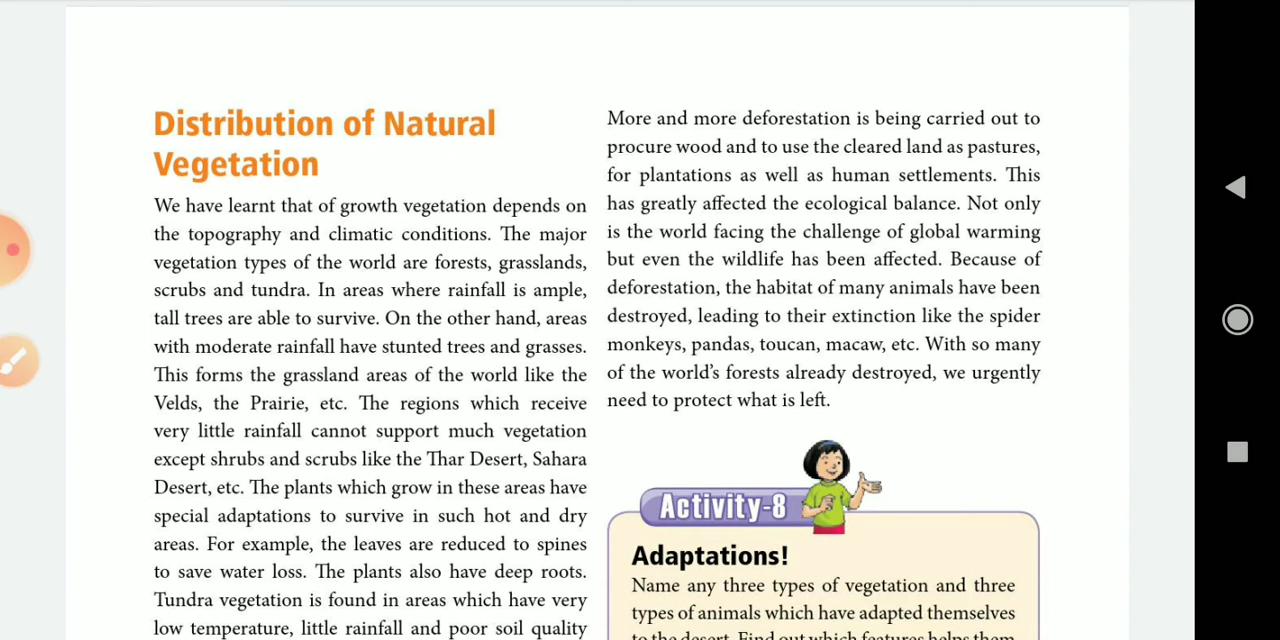 Distribution of Natural
Vegetation
We have learnt that of growth vegetation depends on
the topography and climatic conditions. The major
vegetation types of the world are forests, grasslands,
scrubs and tundra. In areas where rainfall is ample,
tall trees are able to survive. On the other hand, areas
with moderate rainfall have stunted trees and grasses.
This forms the grassland areas of the world like the
Velds, the Prairie, etc. The regions which receive
very little rainfall cannot support much vegetation
except shrubs and scrubs like the Thar Desert, Sahara
Desert, etc. The plants which grow in these areas have
special adaptations to survive in such hot and dry
areas. For example, the leaves are reduced to spines
to save water loss. The plants also have deep roots.
Tundra vegetation is found in areas which have very
low temperature, little rainfall and poor soil quality
More and more deforestation is being carried out to
procure wood and to use the cleared land as pastures,
for plantations as well as human settlements. This
has greatly affected the ecological balance. Not only
is the world facing the challenge of global warming
but even the wildlife has been affected. Because of
deforestation, the habitat of many animals have been
destroyed, leading to their extinction like the spider
monkeys, pandas, toucan, macaw, etc. With so many
of the world's forests already destroyed, we urgently
need to protect what is left.
Activity-8
Adaptations!
Name any three types of vegetation and three
types of animals which have adapted themselves
to the desert. Find out which features helps them